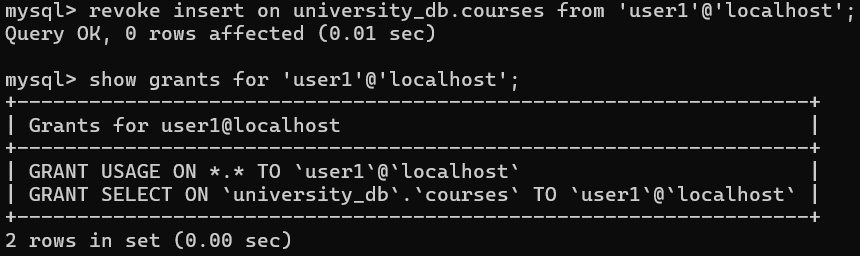 mysql> revoke insert on university_db.courses from 'user1'@'localhost';
Query OK, 0 rows affected (0.01 sec)
mysql> show grants for 'user1'@'localhost';
+------------------------------------------------------------------+
| Grants for user1@localhost                                       |
+------------------------------------------------------------------+
| GRANT USAGE ON *.* TO `user1`@`localhost`                        |
| GRANT SELECT ON `university_db`.`courses` TO `user1`@`localhost` |
+------------------------------------------------------------------+
2 rows in set (0.00 sec)